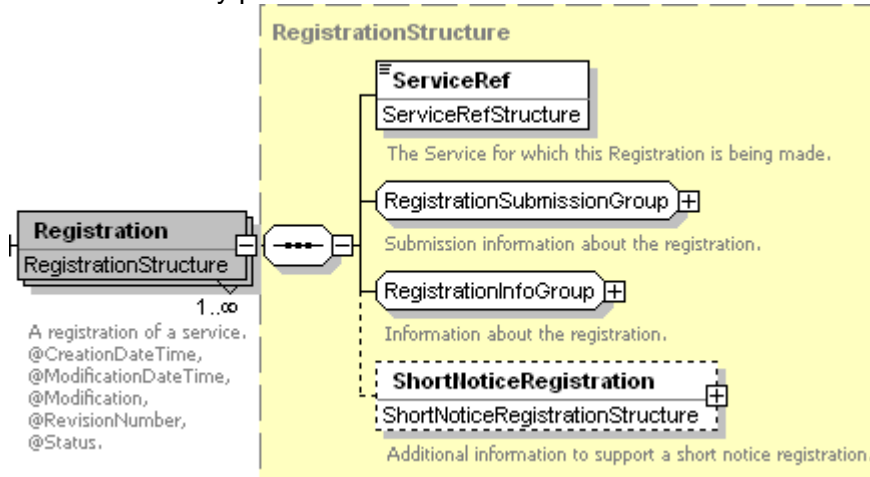 RegistrationStructure
ServiceRef
ServiceRefStructure
The Service for which this Registration is being made.
RegistrationSubmissionGroup
Submission information about the registration.
Registration
RegistrationStructure
1..∞
A registration of a service.
@CreationDateTime,
@ModificationDateTime,
@Modification,
@RevisionNumber,
@Status.
RegistrationInfoGroup
Information about the registration.
ShortNoticeRegistration
ShortNoticeRegistrationStructure
Additional information to support a short notice registration.